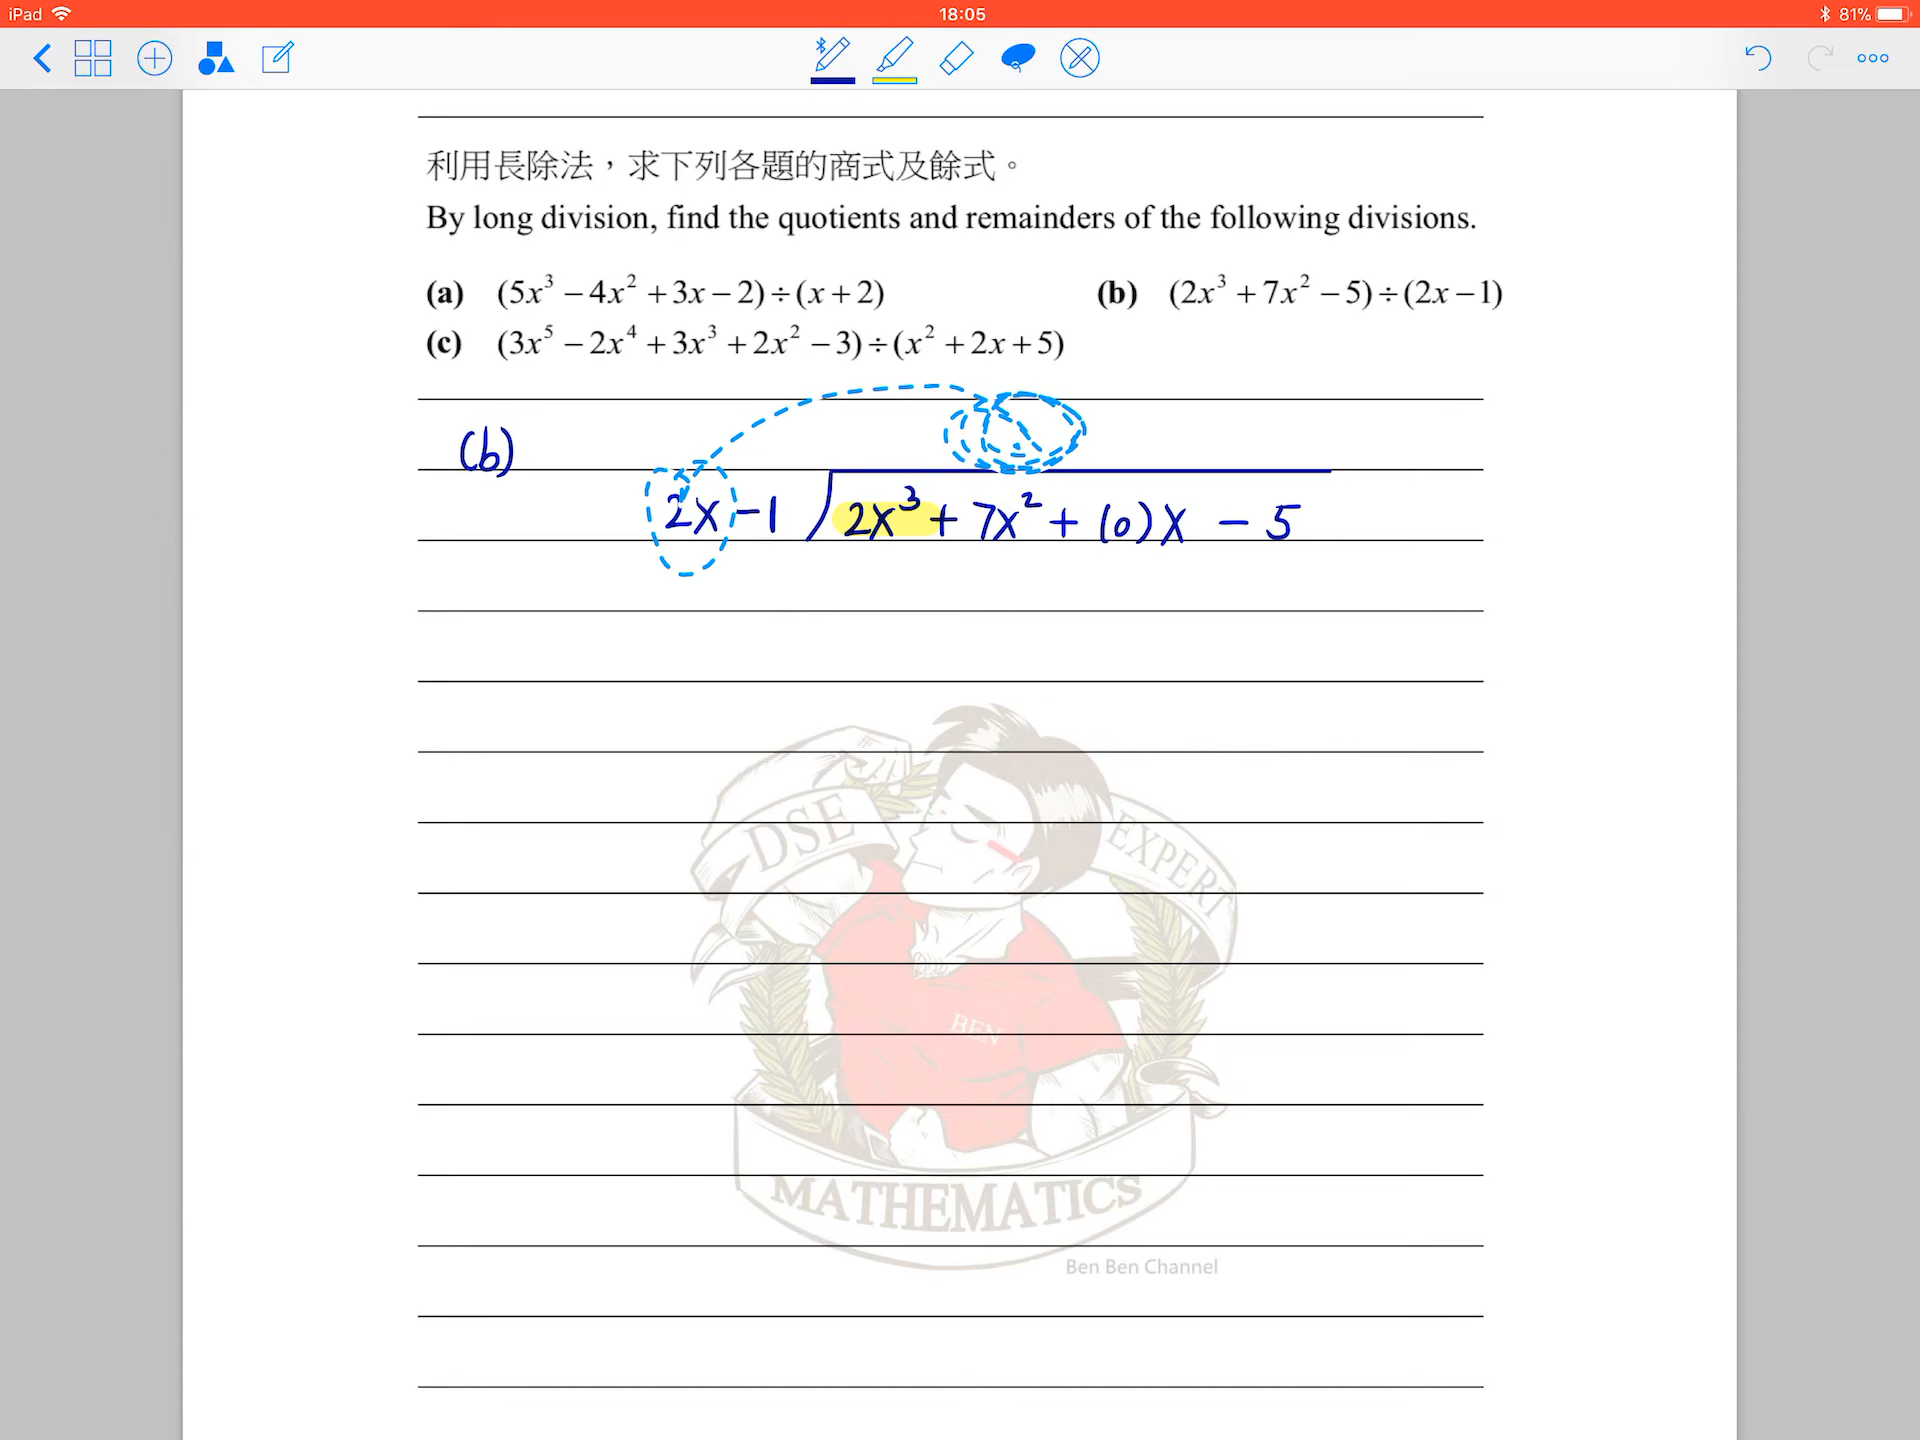 iPad 18:05 81%
利用長除法，求下列各題的商式及餘式。
By long division, find the quotients and remainders of the following divisions.
(a) (5x³ − 4x² + 3x − 2) ÷ (x + 2) (b) (2x³ + 7x² − 5) ÷ (2x − 1)
(c) (3x⁵ − 2x⁴ + 3x³ + 2x² − 3) ÷ (x² + 2x + 5)
(b)
2x − 1 ) 2x³ + 7x² + (0)x − 5
DSE EXPERT
BEN
MATHEMATICS
Ben Ben Channel